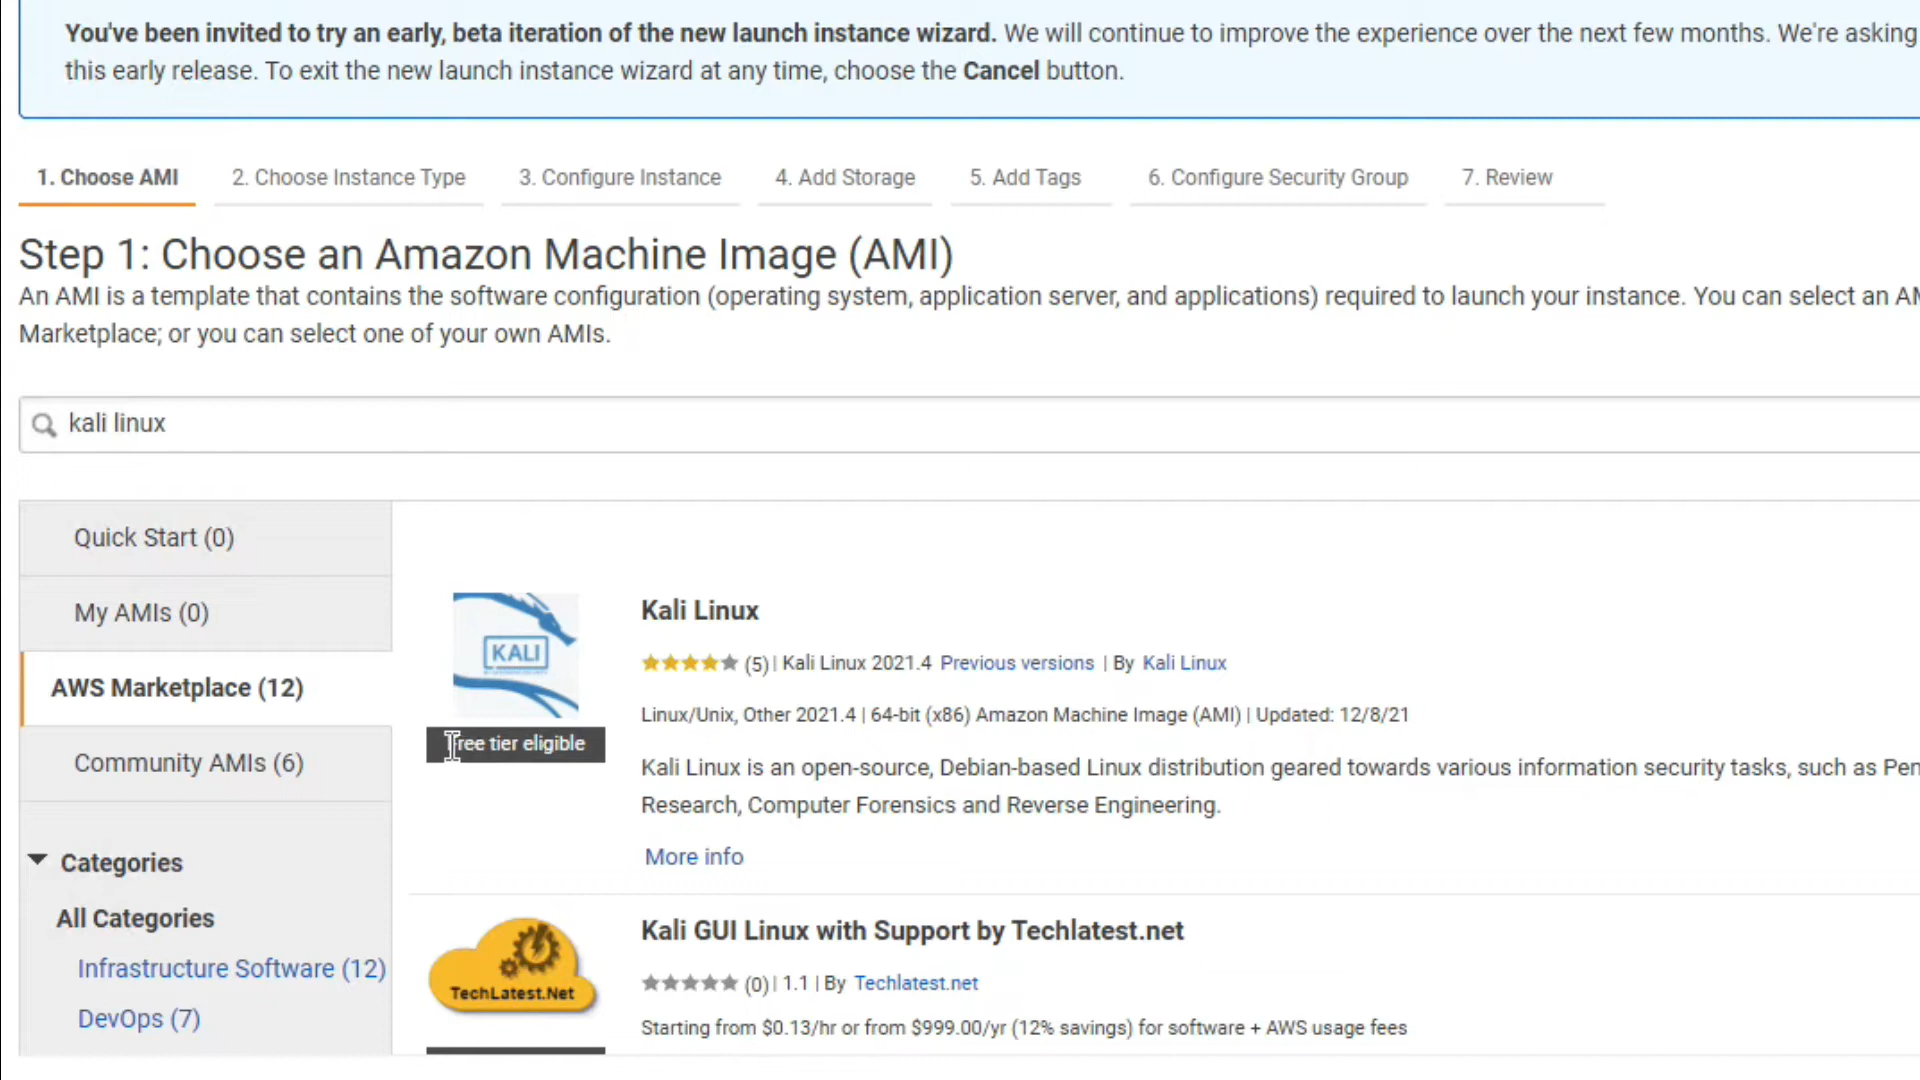 You've been invited to try an early, beta iteration of the new launch instance wizard. We will continue to improve the experience over the next few months. We're asking
this early release. To exit the new launch instance wizard at any time, choose the Cancel button.
1. Choose AMI 2. Choose Instance Type 3. Configure Instance 4. Add Storage 5. Add Tags 6. Configure Security Group 7. Review
Step 1: Choose an Amazon Machine Image (AMI)
An AMI is a template that contains the software configuration (operating system, application server, and applications) required to launch your instance. You can select an AM
Marketplace; or you can select one of your own AMIs.
kali linux
Quick Start (0)
My AMIs (0)
AWS Marketplace (12)
Community AMIs (6)
Categories
All Categories
Infrastructure Software (12)
DevOps (7)
KALI
Free tier eligible
Kali Linux
(5) | Kali Linux 2021.4 Previous versions | By Kali Linux
Linux/Unix, Other 2021.4 | 64-bit (x86) Amazon Machine Image (AMI) | Updated: 12/8/21
Kali Linux is an open-source, Debian-based Linux distribution geared towards various information security tasks, such as Pen
Research, Computer Forensics and Reverse Engineering.
More info
TechLatest.Net
Kali GUI Linux with Support by Techlatest.net
(0) | 1.1 | By Techlatest.net
Starting from $0.13/hr or from $999.00/yr (12% savings) for software + AWS usage fees